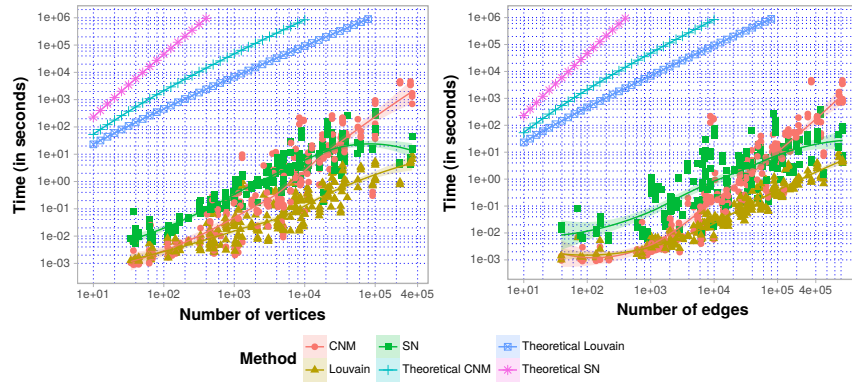 1e+06
1e+05
1e+04
1e+03
1e+02
1e+01
1e+00
1e-01
1e-02
1e-03
Time (in seconds)
1e+01 1e+02 1e+03 1e+04 1e+05 4e+05
Number of vertices
1e+06
1e+05
1e+04
1e+03
1e+02
1e+01
1e+00
1e-01
1e-02
1e-03
Time (in seconds)
1e+01 1e+02 1e+03 1e+04 1e+05 4e+05
Number of edges
Method
CNM SN Theoretical Louvain
Louvain Theoretical CNM Theoretical SN